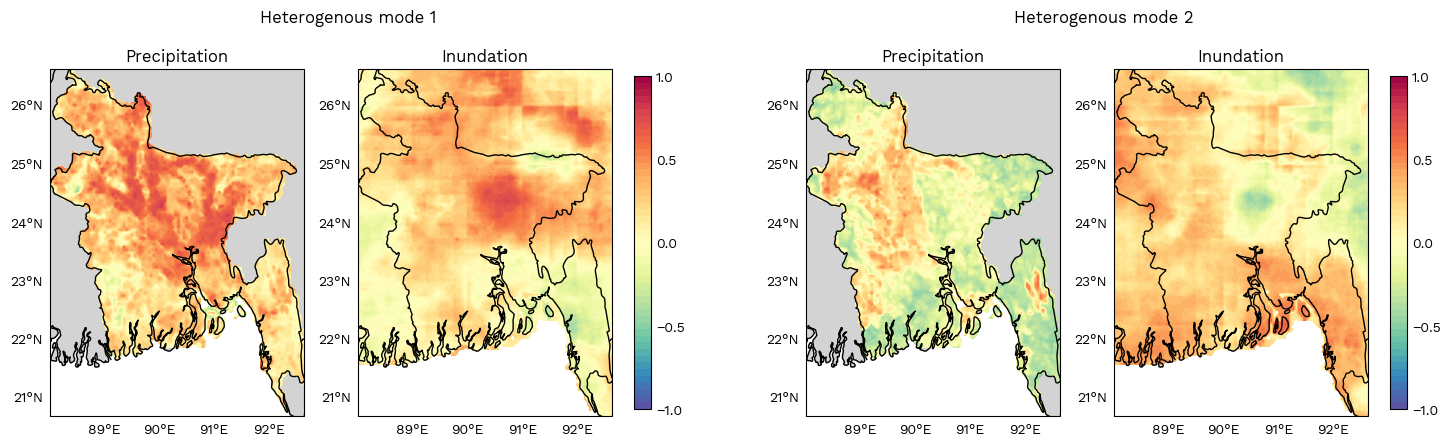 Heterogenous mode 1
Precipitation
Inundation
26°N
25°N
24°N
23°N
22°N
21°N
89°E 90°E 91°E 92°E
89°E 90°E 91°E 92°E
1.0
0.5
0.0
−0.5
−1.0
Heterogenous mode 2
Precipitation
Inundation
26°N
25°N
24°N
23°N
22°N
21°N
89°E 90°E 91°E 92°E
89°E 90°E 91°E 92°E
1.0
0.5
0.0
−0.5
−1.0